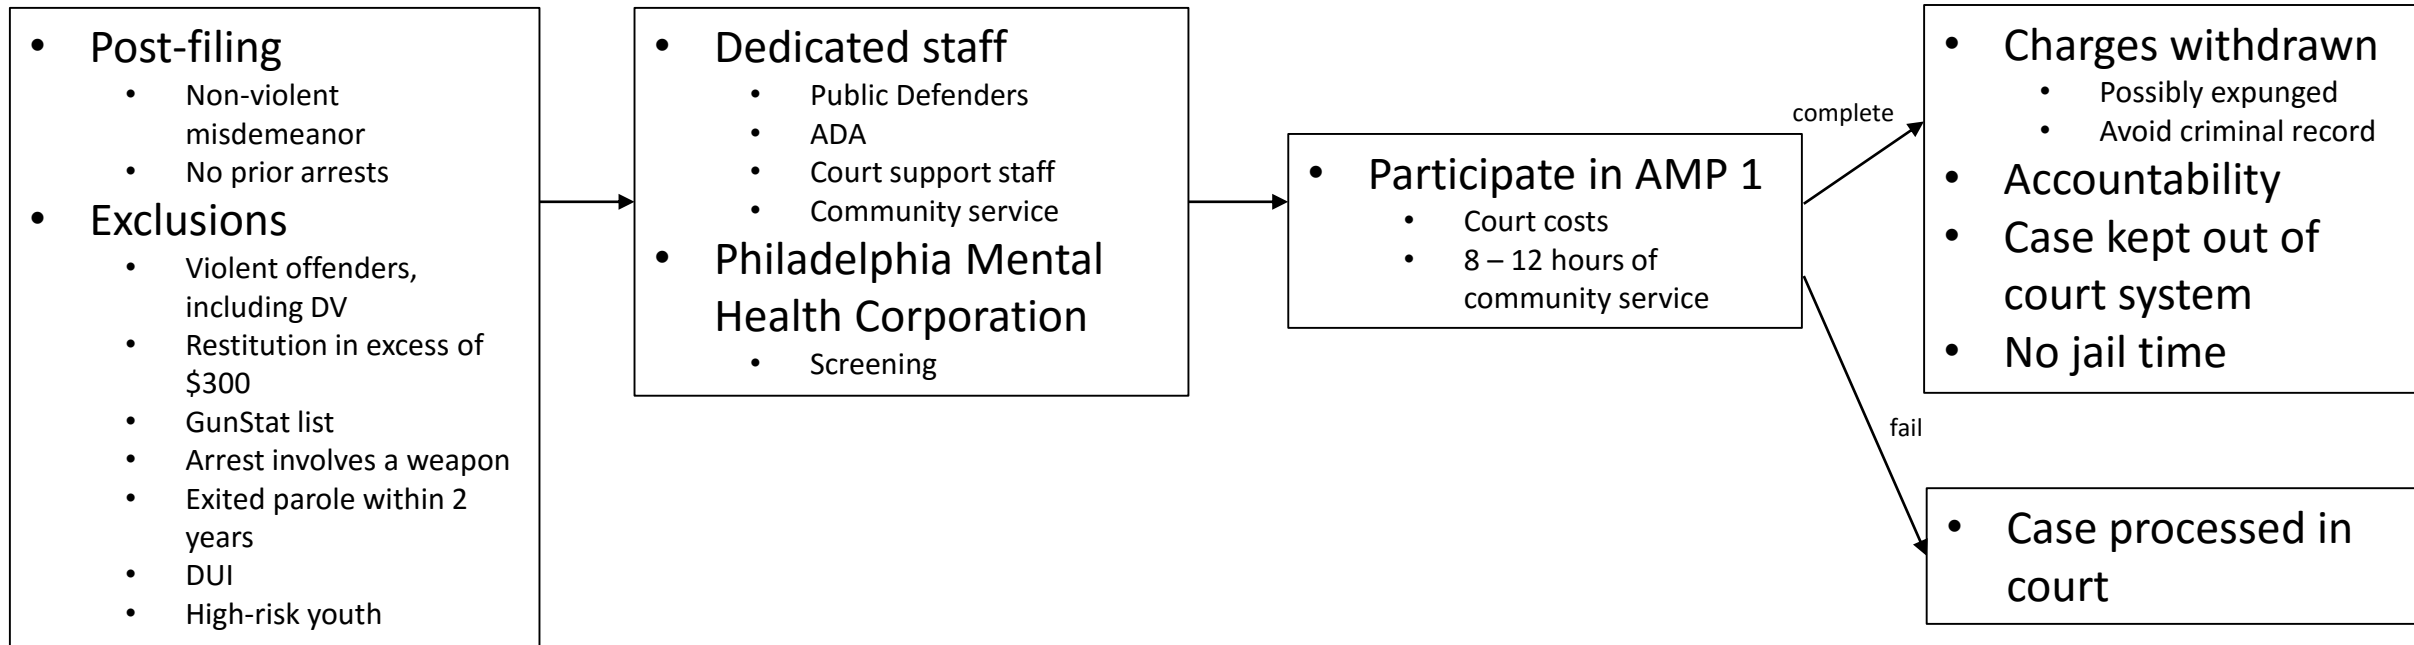 • Post-filing
• Non-violent
misdemeanor
• No prior arrests
• Exclusions
• Violent offenders,
including DV
• Restitution in excess of
$300
• GunStat list
• Arrest involves a weapon
• Exited parole within 2
years
• DUI
• High-risk youth
• Dedicated staff
• Public Defenders
• ADA
• Court support staff
• Community service
• Philadelphia Mental
Health Corporation
• Screening
• Participate in AMP 1
• Court costs
• 8 – 12 hours of
community service
complete
• Charges withdrawn
• Possibly expunged
• Avoid criminal record
• Accountability
• Case kept out of
court system
• No jail time
fail
• Case processed in
court